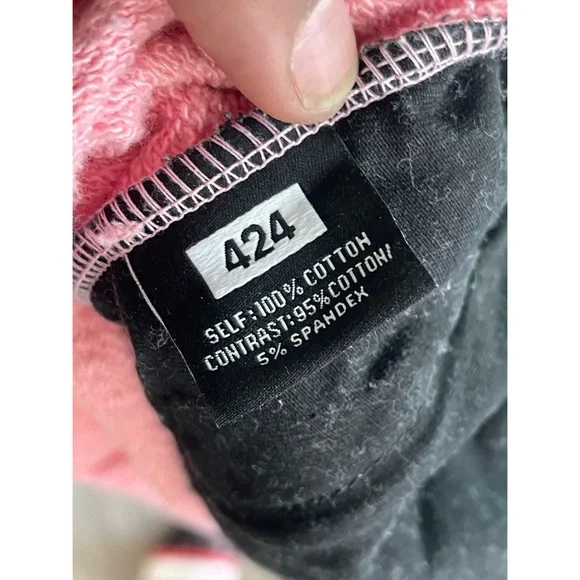 424
SELF:100% COTTON
CONTRAST:95%COTTON/
5% SPANDEX